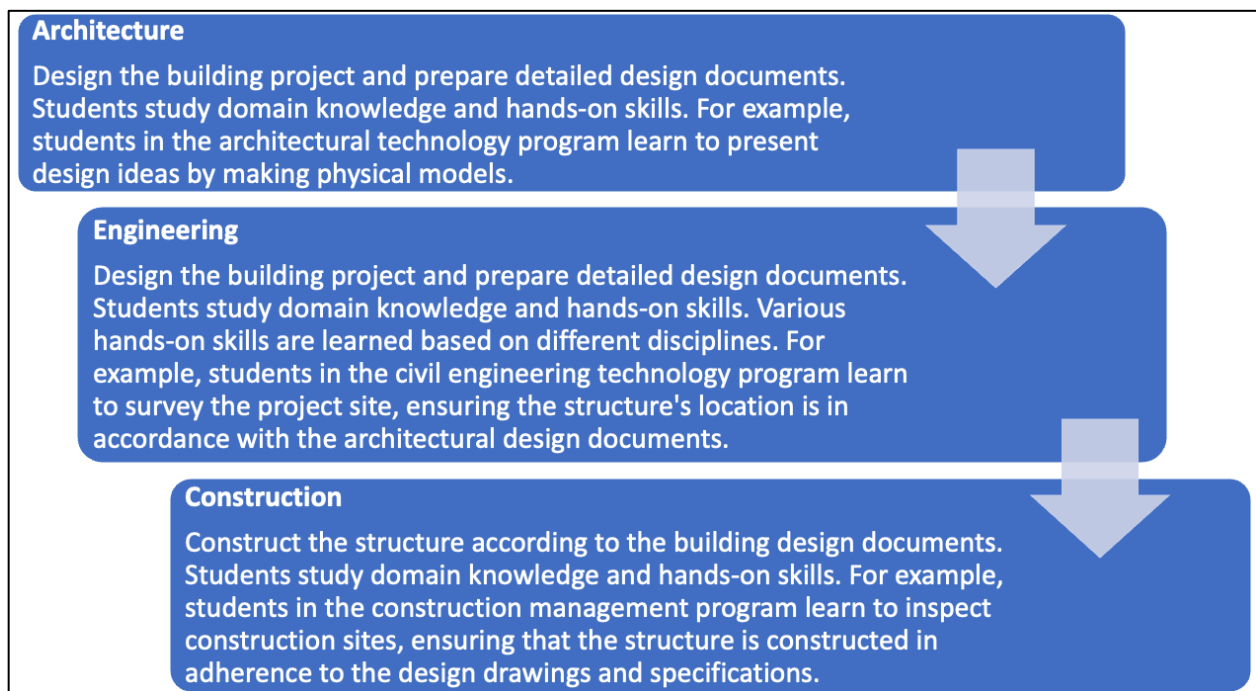 Architecture
Design the building project and prepare detailed design documents.
Students study domain knowledge and hands-on skills. For example,
students in the architectural technology program learn to present
design ideas by making physical models.
Engineering
Design the building project and prepare detailed design documents.
Students study domain knowledge and hands-on skills. Various
hands-on skills are learned based on different disciplines. For
example, students in the civil engineering technology program learn
to survey the project site, ensuring the structure's location is in
accordance with the architectural design documents.
Construction
Construct the structure according to the building design documents.
Students study domain knowledge and hands-on skills. For example,
students in the construction management program learn to inspect
construction sites, ensuring that the structure is constructed in
adherence to the design drawings and specifications.